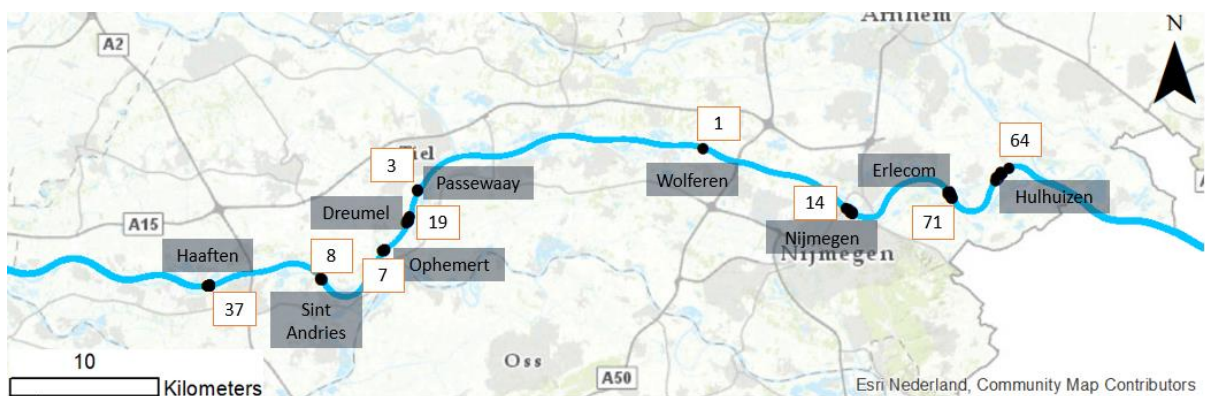 A2
Arnhem
N
1
64
Tiel
3
Passewaay
Wolferen
Erlecom
Hulhuizen
Dreumel
19
14
71
A15
Haaften
8
7
Ophemert
Nijmegen
Nijmegen
37
Sint
Andries
10
Oss
A50
Kilometers
Esri Nederland, Community Map Contributors